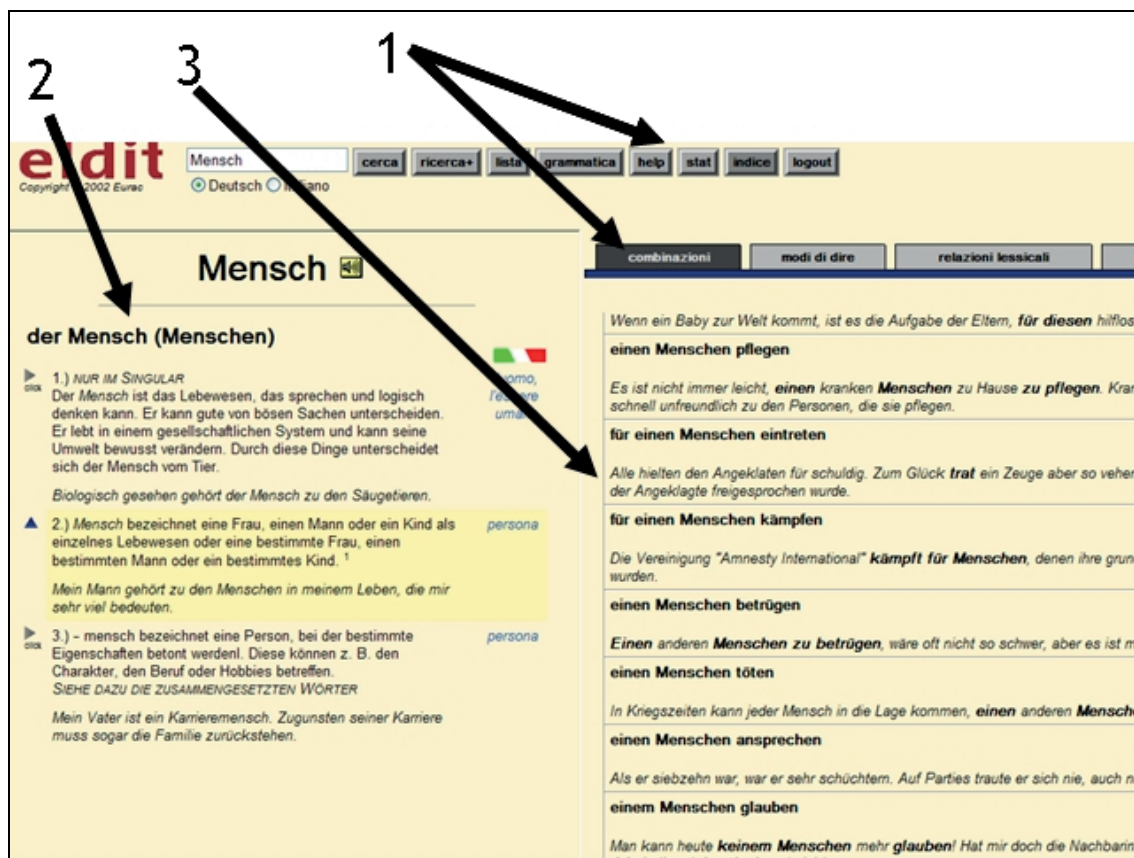 2
3
1
eldit
Copyright 2002 Eurac
Mensch
cerca
ricerca+
lista
grammatica
help
stat
indice
logout
Deutsch
combinazioni
modi di dire
relazioni lessicali
Mensch
der Mensch (Menschen)
click
1.) NUR IM SINGULAR
Der Mensch ist das Lebewesen, das sprechen und logisch
denken kann. Er kann gute von bösen Sachen unterscheiden.
Er lebt in einem gesellschaftlichen System und kann seine
Umwelt bewusst verändern. Durch diese Dinge unterscheidet
sich der Mensch vom Tier.
Biologisch gesehen gehört der Mensch zu den Säugetieren.
2.) Mensch bezeichnet eine Frau, einen Mann oder ein Kind als
einzelnes Lebewesen oder eine bestimmte Frau, einen
bestimmten Mann oder ein bestimmtes Kind. 1
persona
Mein Mann gehört zu den Menschen in meinem Leben, die mir
sehr viel bedeuten.
click
3.) - mensch bezeichnet eine Person, bei der bestimmte
Eigenschaften betont werdenl. Diese können z. B. den
Charakter, den Beruf oder Hobbies betreffen.
SIEHE DAZU DIE ZUSAMMENGESETZTEN WÖRTER
persona
Mein Vater ist ein Karrieremensch. Zugunsten seiner Karriere
muss sogar die Familie zurückstehen.
Wenn ein Baby zur Welt kommt, ist es die Aufgabe der Eltern, für diesen hilflos
einen Menschen pflegen
Es ist nicht immer leicht, einen kranken Menschen zu Hause zu pflegen. Kran
schnell unfreundlich zu den Personen, die sie pflegen.
für einen Menschen eintreten
Alle hielten den Angeklaten für schuldig. Zum Glück trat ein Zeuge aber so vehem
der Angeklagte freigesprochen wurde.
für einen Menschen kämpfen
Die Vereinigung "Amnesty International" kämpft für Menschen, denen ihre grun
wurden.
einen Menschen betrügen
Einen anderen Menschen zu betrügen, wäre oft nicht so schwer, aber es ist m
einen Menschen töten
In Kriegszeiten kann jeder Mensch in die Lage kommen, einen anderen Mensche
einen Menschen ansprechen
Als er siebzehn war, war er sehr schüchtern. Auf Parties traute er sich nie, auch n
einem Menschen glauben
Man kann heute keinem Menschen mehr glauben! Hat mir doch die Nachbarin